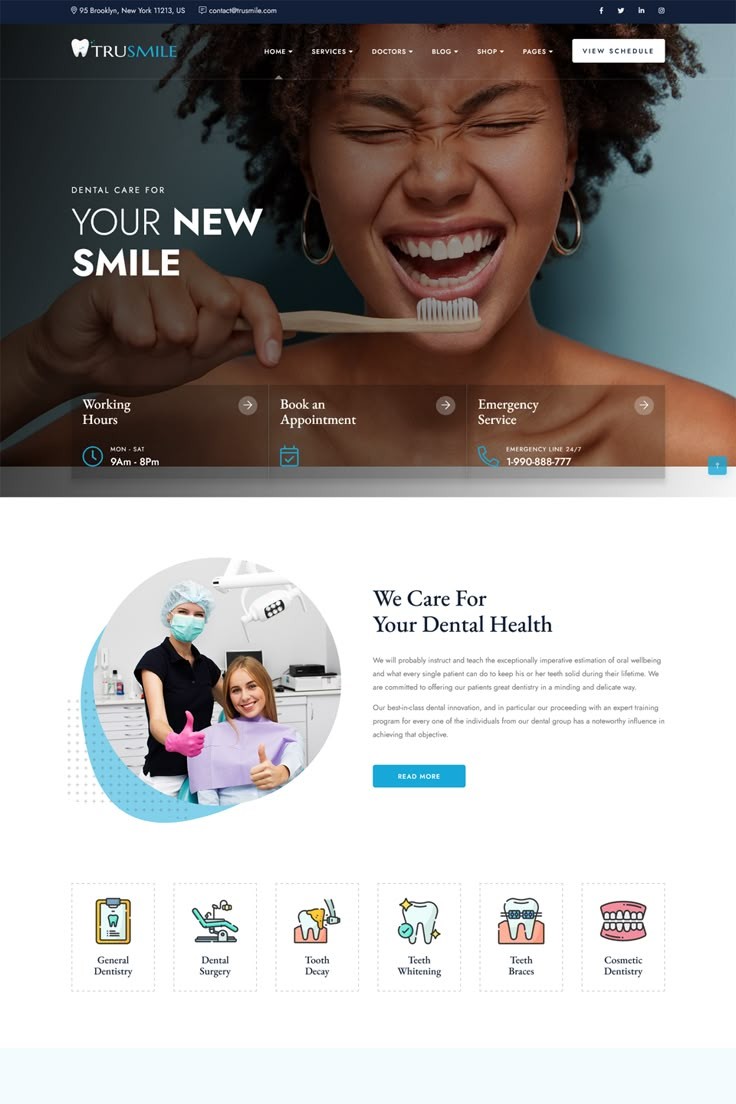 95 Brooklyn, New York 11213, US
contact@trusmile.com
TRUSMILE
HOME
SERVICES
DOCTORS
BLOG
SHOP
PAGES
VIEW SCHEDULE
DENTAL CARE FOR
YOUR NEW
SMILE
Working
Hours
MON - SAT
9Am - 8Pm
Book an
Appointment
Emergency
Service
EMERGENCY LINE 24/7
1-990-888-777
We Care For
Your Dental Health
We will probably instruct and teach the exceptionally imperative estimation of oral wellbeing
and what every single patient can do to keep his or her teeth solid during their lifetime. We
are committed to offering our patients great dentistry in a minding and delicate way.
Our best-in-class dental innovation, and in particular our proceeding with an expert training
program for every one of the individuals from our dental group has a noteworthy influence in
achieving that objective.
READ MORE
General
Dentistry
Dental
Surgery
Tooth
Decay
Teeth
Whitening
Teeth
Braces
Cosmetic
Dentistry